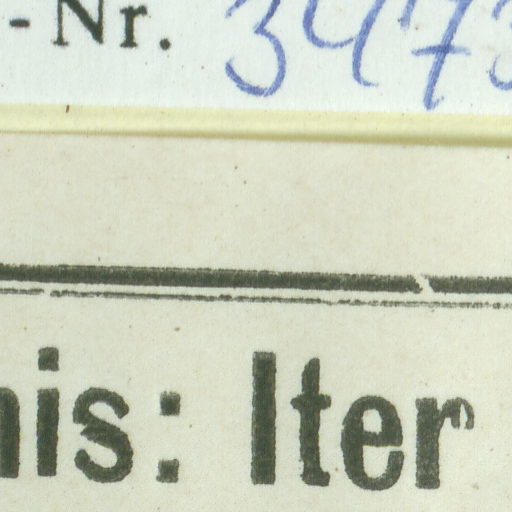 -Nr. 3473
nis: Iter